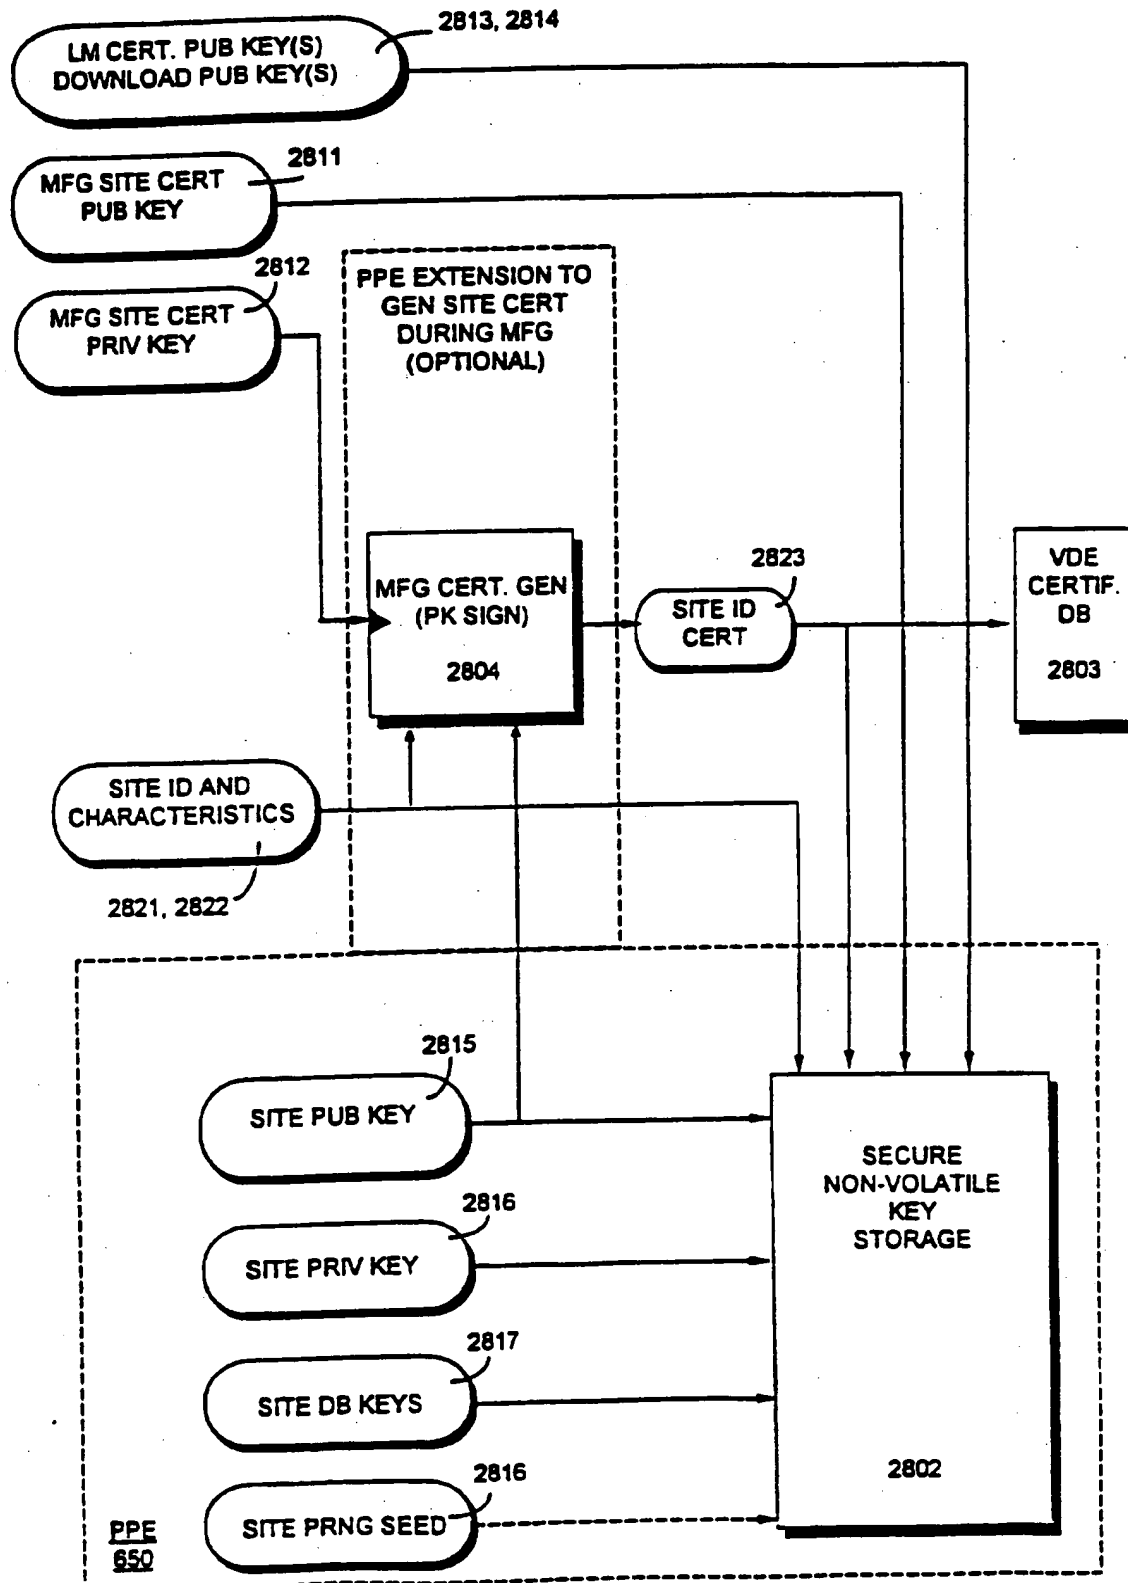 2813, 2814
LM CERT. PUB KEY(S)
DOWNLOAD PUB KEY(S)
2811
MFG SITE CERT
PUB KEY
2812
MFG SITE CERT
PRIV KEY
PPE EXTENSION TO
GEN SITE CERT
DURING MFG
(OPTIONAL)
MFG CERT. GEN
(PK SIGN)
2804
2823
SITE ID
CERT
VDE
CERTIF.
DB
2803
SITE ID AND
CHARACTERISTICS
2821, 2822
2815
SITE PUB KEY
2816
SITE PRIV KEY
2817
SITE DB KEYS
2816
SITE PRNG SEED
SECURE
NON-VOLATILE
KEY
STORAGE
2802
PPE
650